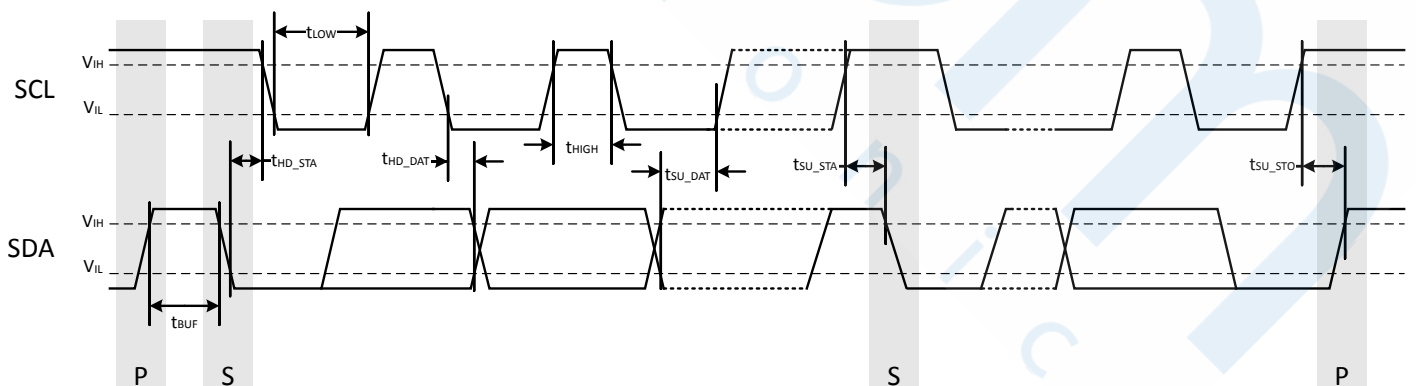 tLOW
VIH
SCL
VIL
tHD_STA
tHD_DAT
tHIGH
tSU_DAT
tSU_STA
tSU_STO
VIH
SDA
VIL
tBUF
P
S
S
P